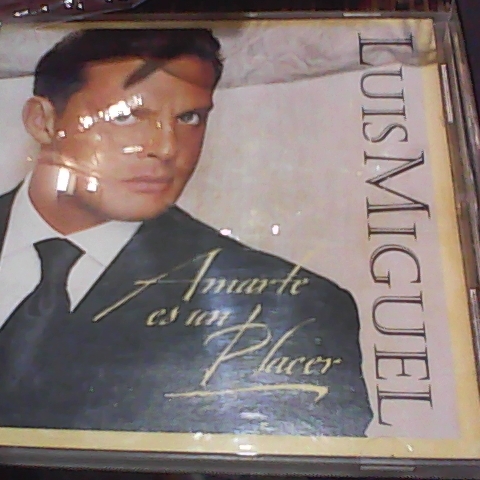 LUIS MIGUEL
Amarte
es un
Placer